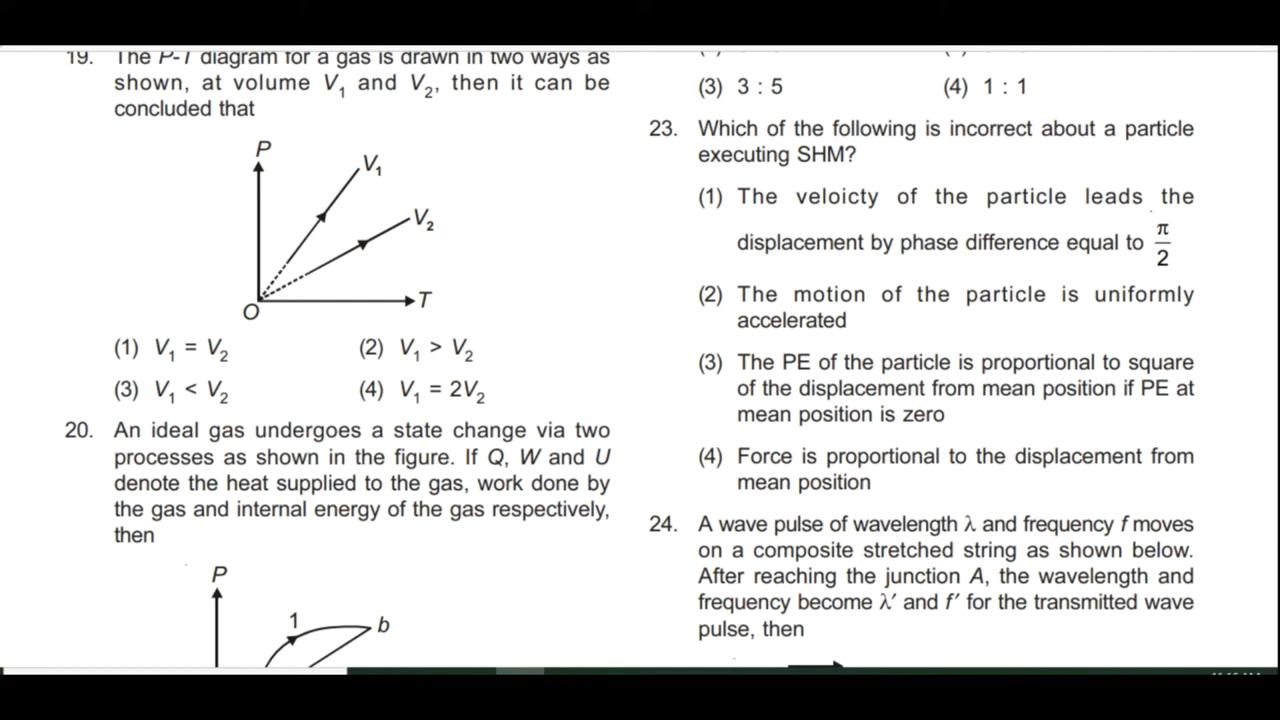 19. The P-T diagram for a gas is drawn in two ways as
shown, at volume V₁ and V₂, then it can be
concluded that
P
V₁
V₂
O
T
(1) V₁ = V₂
(2) V₁ > V₂
(3) V₁ < V₂
(4) V₁ = 2V₂
20. An ideal gas undergoes a state change via two
processes as shown in the figure. If Q, W and U
denote the heat supplied to the gas, work done by
the gas and internal energy of the gas respectively,
then
P
1
b
(3) 3 : 5
(4) 1 : 1
23. Which of the following is incorrect about a particle
executing SHM?
(1) The veloicty of the particle leads the
displacement by phase difference equal to π/2
(2) The motion of the particle is uniformly
accelerated
(3) The PE of the particle is proportional to square
of the displacement from mean position if PE at
mean position is zero
(4) Force is proportional to the displacement from
mean position
24. A wave pulse of wavelength λ and frequency f moves
on a composite stretched string as shown below.
After reaching the junction A, the wavelength and
frequency become λ′ and f′ for the transmitted wave
pulse, then